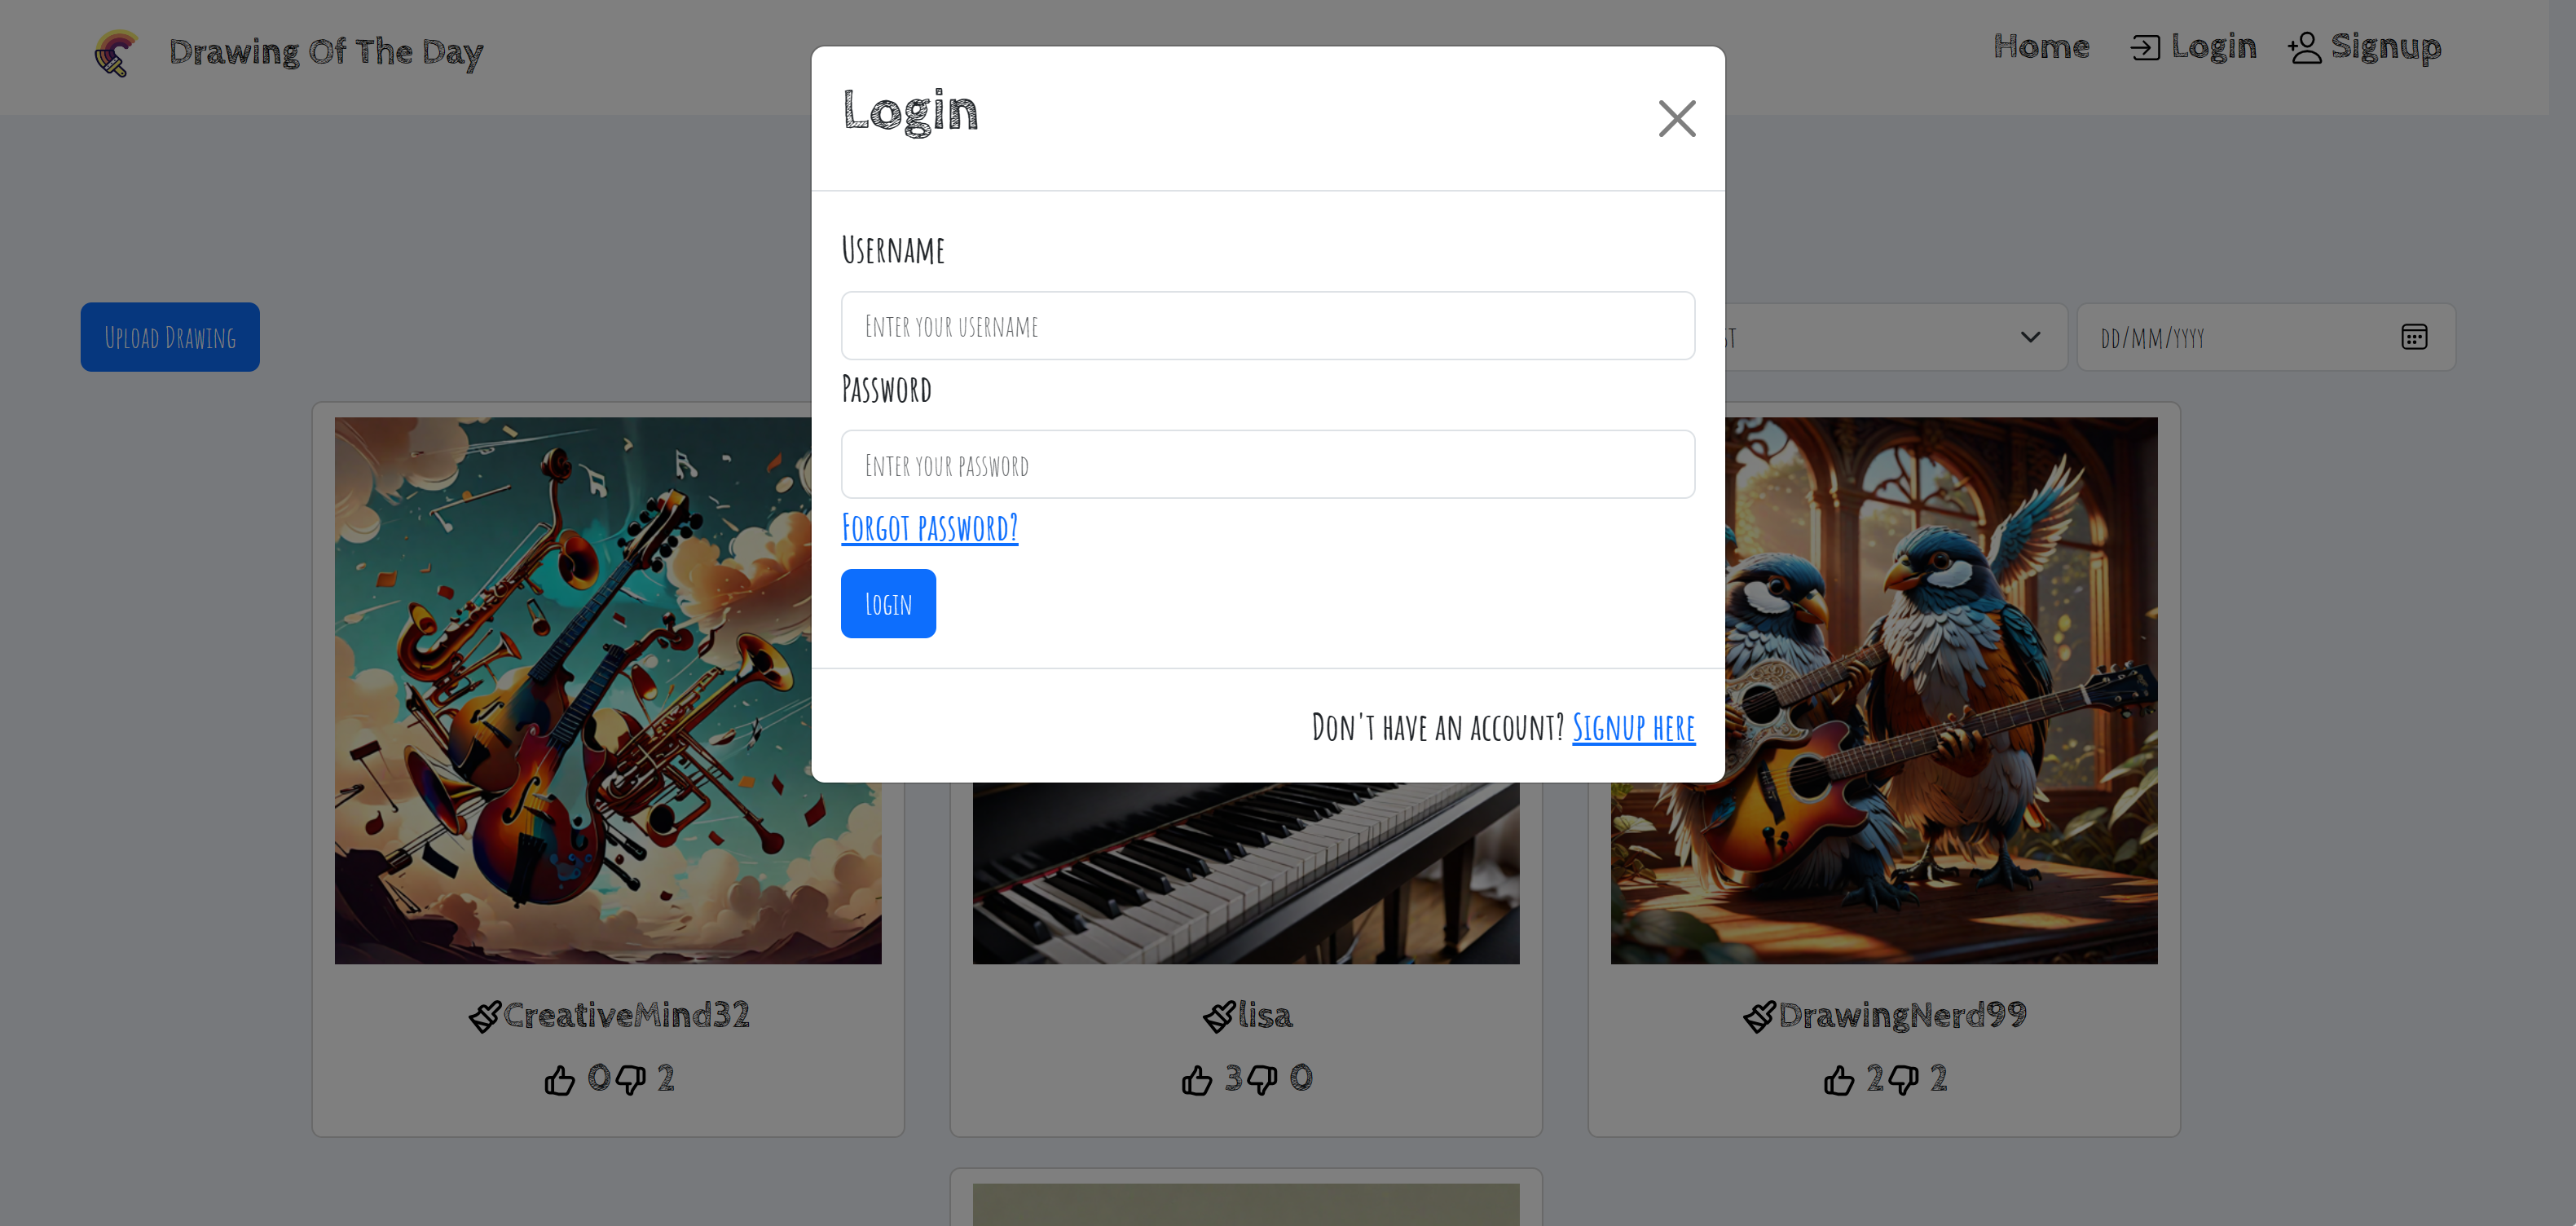 Drawing Of The Day
Home
Login
Signup
Login
Username
Enter your username
Password
Enter your password
Forgot password?
Login
Don't have an account? Signup here
Upload Drawing
dd/mm/yyyy
CreativeMind32
0 2
lisa
3 0
DrawingNerd99
2 2